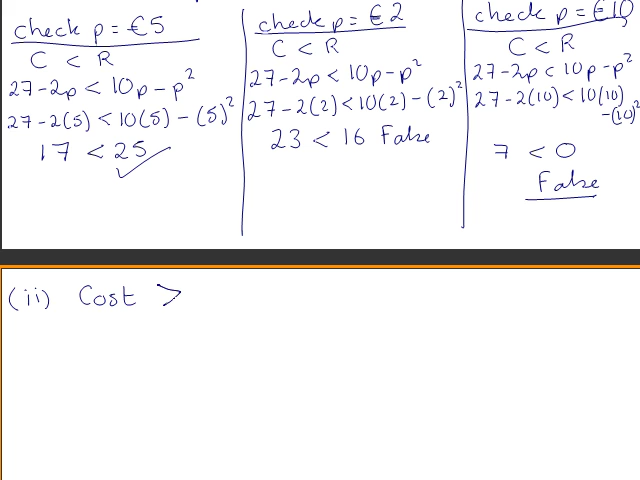 check p = €5
C < R
27-2p < 10p - p²
27-2(5) < 10(5) - (5)²
17 < 25 ✓
check p = €2
C < R
27-2p < 10p-p²
27-2(2) < 10(2) - (2)²
23 < 16 False
check p = €10
C < R
27-2p < 10p-p²
27-2(10) < 10(10)
-(10)²
7 < 0
False
(ii) Cost >